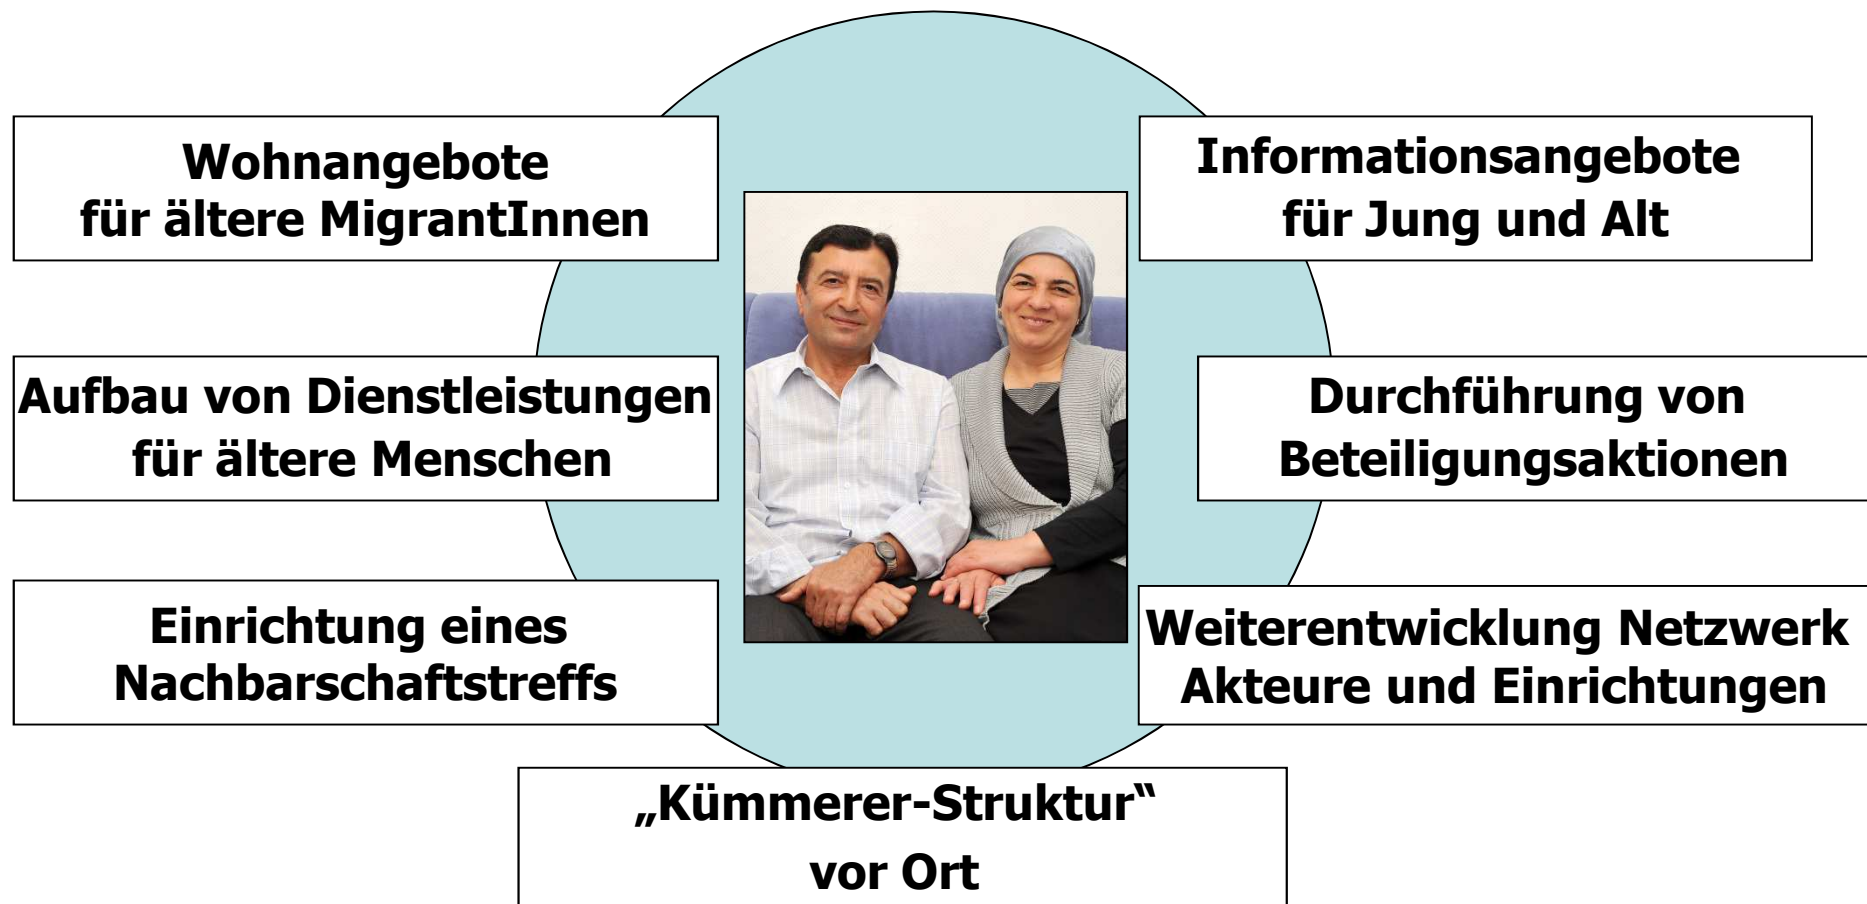 Wohnangebote
für ältere MigrantInnen
Informationsangebote
für Jung und Alt
Aufbau von Dienstleistungen
für ältere Menschen
Durchführung von
Beteiligungsaktionen
Einrichtung eines
Nachbarschaftstreffs
Weiterentwicklung Netzwerk
Akteure und Einrichtungen
„Kümmerer-Struktur“
vor Ort